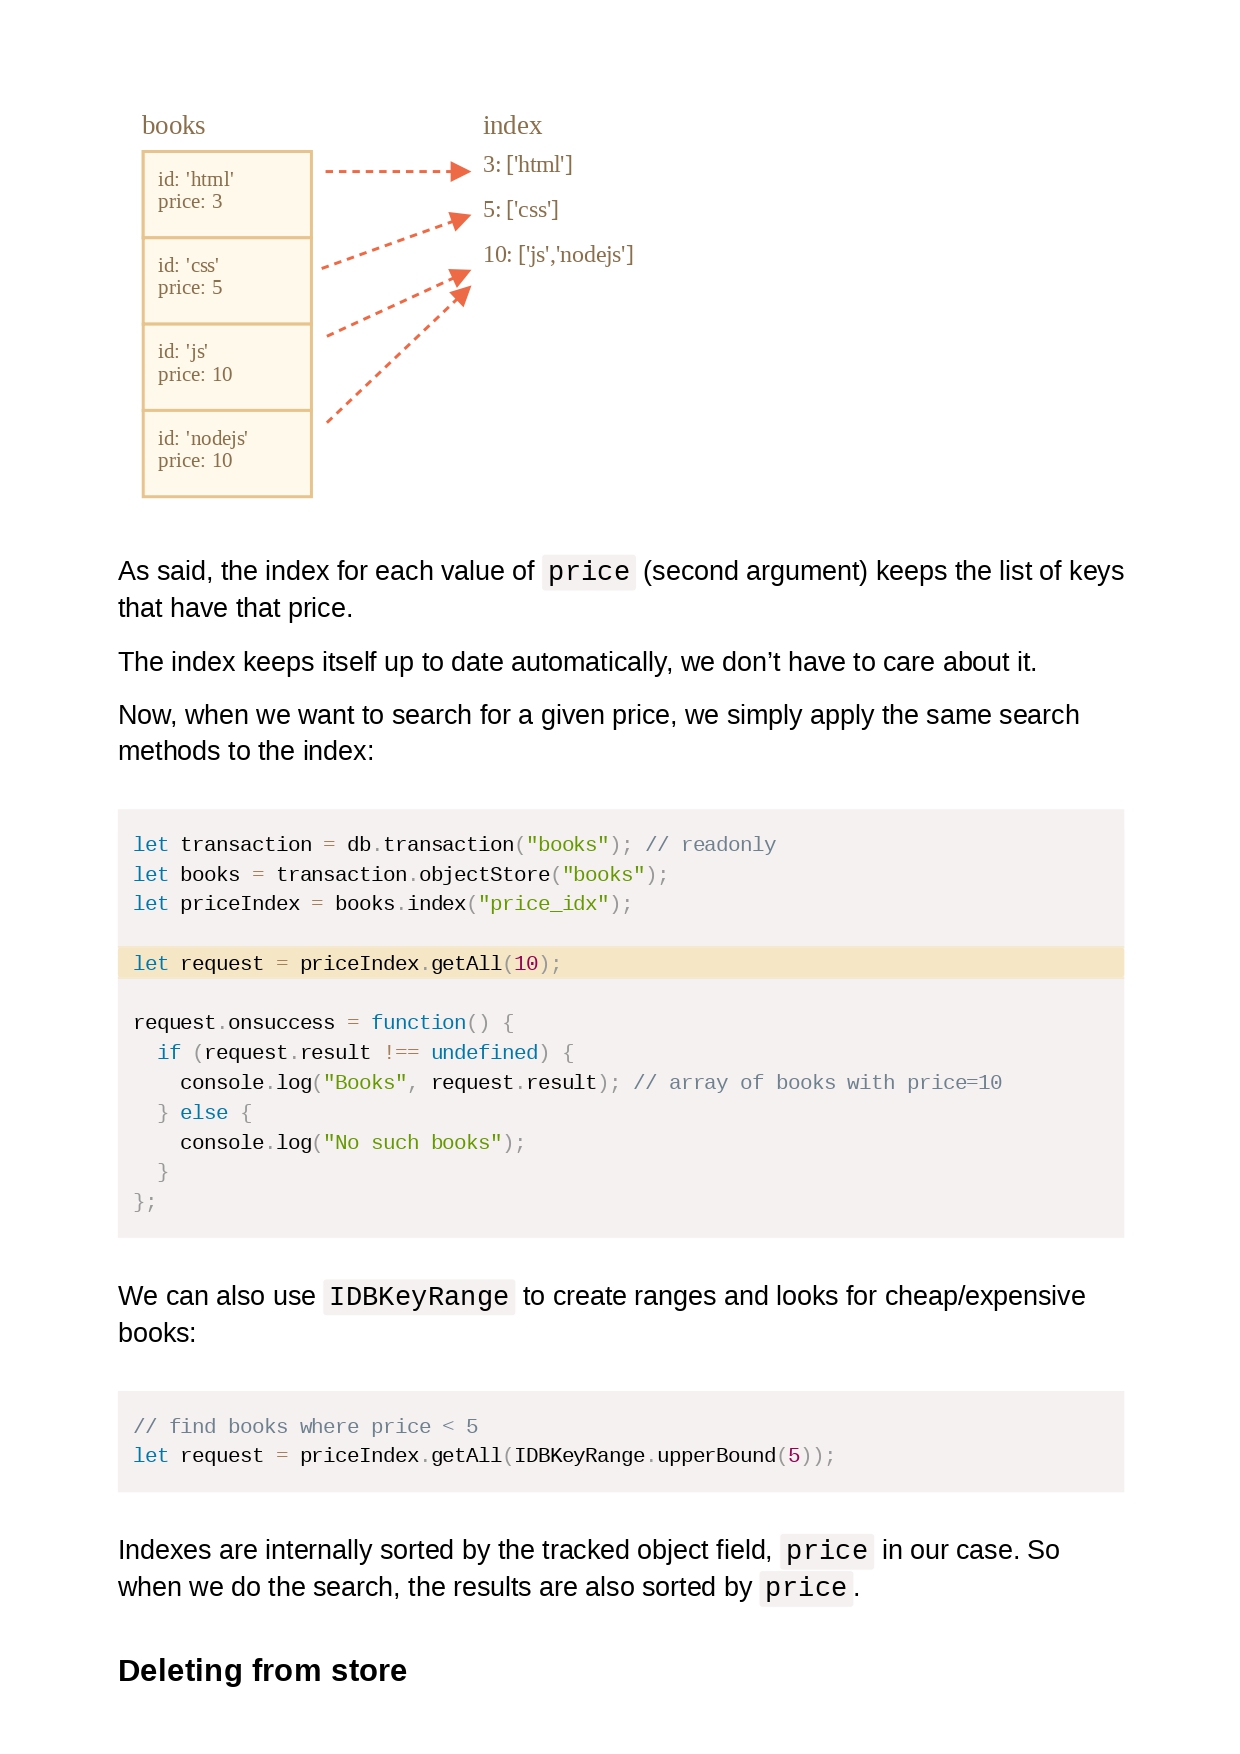 books
id: 'html'
price: 3
id: 'css'
price: 5
id: 'js'
price: 10
id: 'nodejs'
price: 10
index
3: ['html']
5: ['css']
10: ['js','nodejs']
As said, the index for each value of price (second argument) keeps the list of keys
that have that price.
The index keeps itself up to date automatically, we don’t have to care about it.
Now, when we want to search for a given price, we simply apply the same search
methods to the index:
let transaction = db.transaction("books"); // readonly
let books = transaction.objectStore("books");
let priceIndex = books.index("price_idx");
let request = priceIndex.getAll(10);
request.onsuccess = function() {
  if (request.result !== undefined) {
    console.log("Books", request.result); // array of books with price=10
  } else {
    console.log("No such books");
  }
};
We can also use IDBKeyRange to create ranges and looks for cheap/expensive
books:
// find books where price < 5
let request = priceIndex.getAll(IDBKeyRange.upperBound(5));
Indexes are internally sorted by the tracked object field, price in our case. So
when we do the search, the results are also sorted by price.
Deleting from store